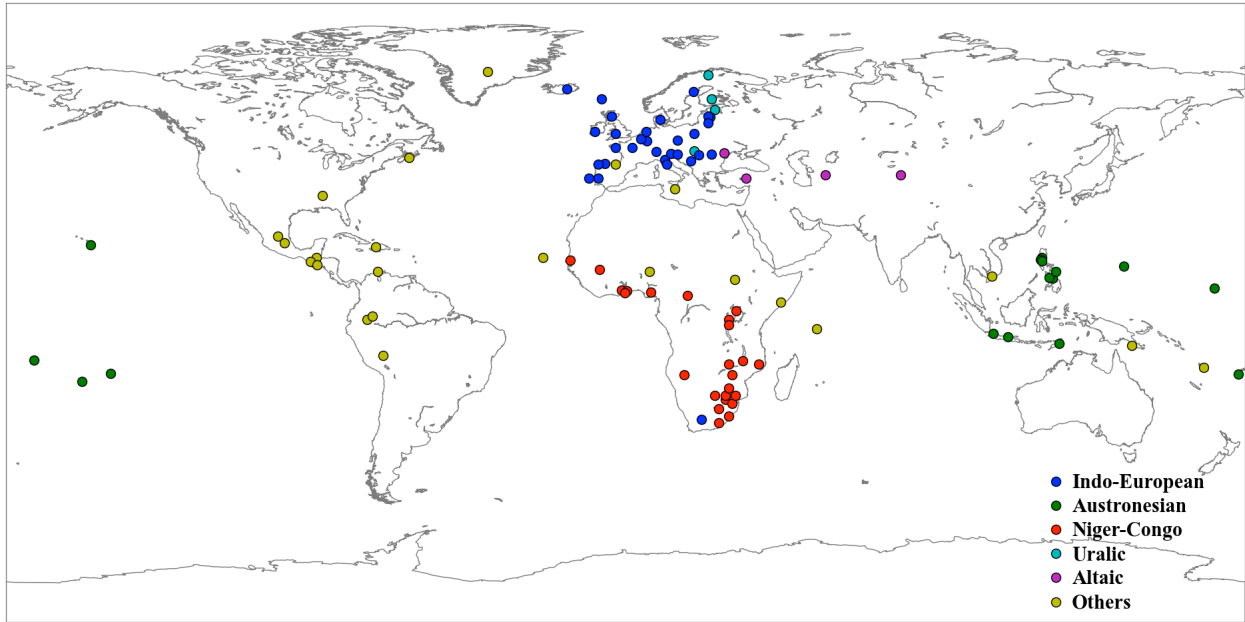 Indo-European
Austronesian
Niger-Congo
Uralic
Altaic
Others